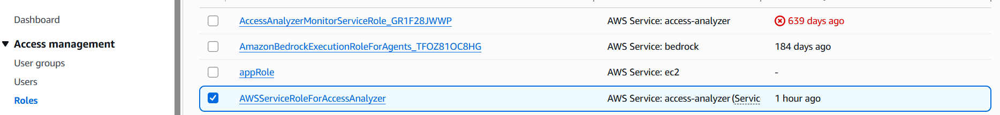 Dashboard
Access management
User groups
Users
Roles
AccessAnalyzerMonitorServiceRole_GR1F28JWWP AWS Service: access-analyzer 639 days ago
AmazonBedrockExecutionRoleForAgents_TFOZ81OC8HG AWS Service: bedrock 184 days ago
appRole AWS Service: ec2 -
AWSServiceRoleForAccessAnalyzer AWS Service: access-analyzer (Servic 1 hour ago